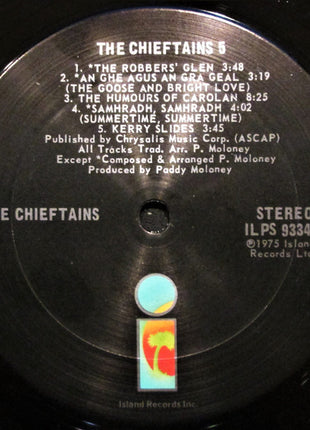 THE CHIEFTAINS 5
1. *THE ROBBERS' GLEN 3:48
2. *AN GHE AGUS AN GRA GEAL 3:19
(THE GOOSE AND BRIGHT LOVE)
3. THE HUMOURS OF CAROLAN 8:25
4. *SAMHRADH, SAMHRADH 4:02
(SUMMERTIME, SUMMERTIME)
5. KERRY SLIDES 3:45
Published by Chrysalis Music Corp. (ASCAP)
All Tracks Trad. Arr. P. Moloney
Except *Composed & Arranged P. Moloney
Produced by Paddy Moloney
E CHIEFTAINS
STEREO
ILPS 9334
℗1975 Island
Records Ltd
i
Island Records Inc.